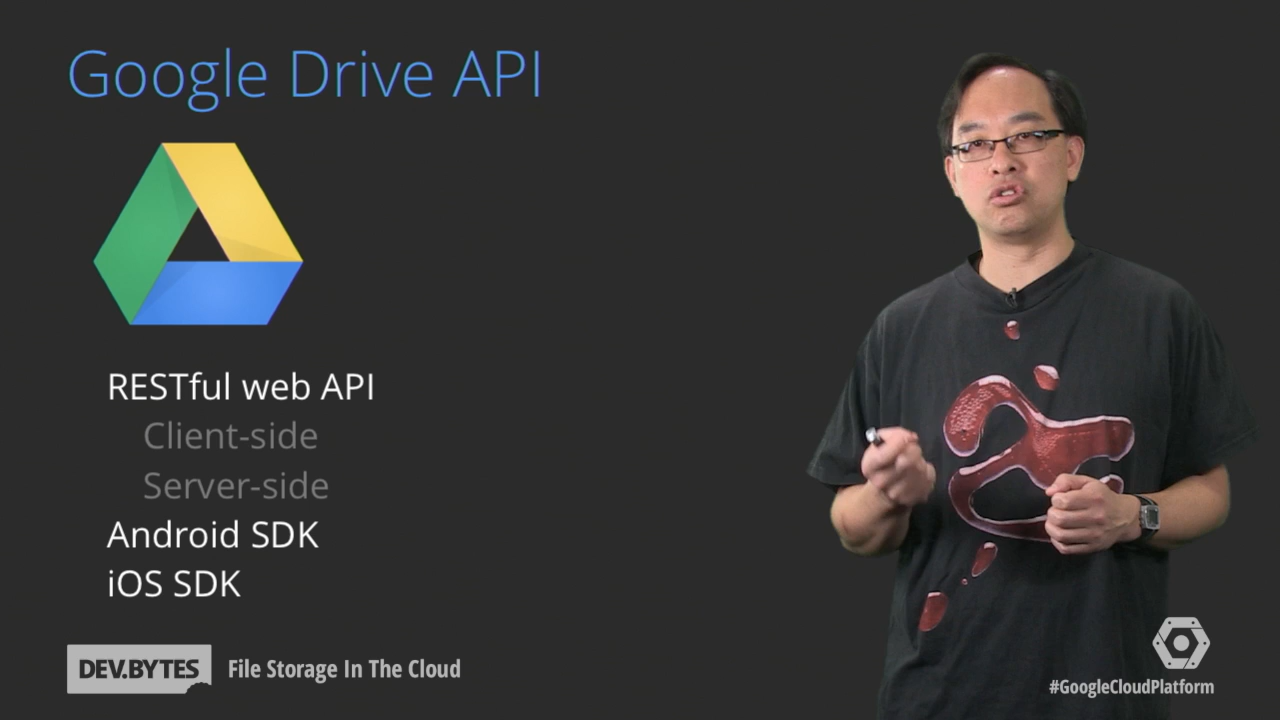 Google Drive API
RESTful web API
Client-side
Server-side
Android SDK
iOS SDK
DEV.BYTES File Storage In The Cloud
#GoogleCloudPlatform